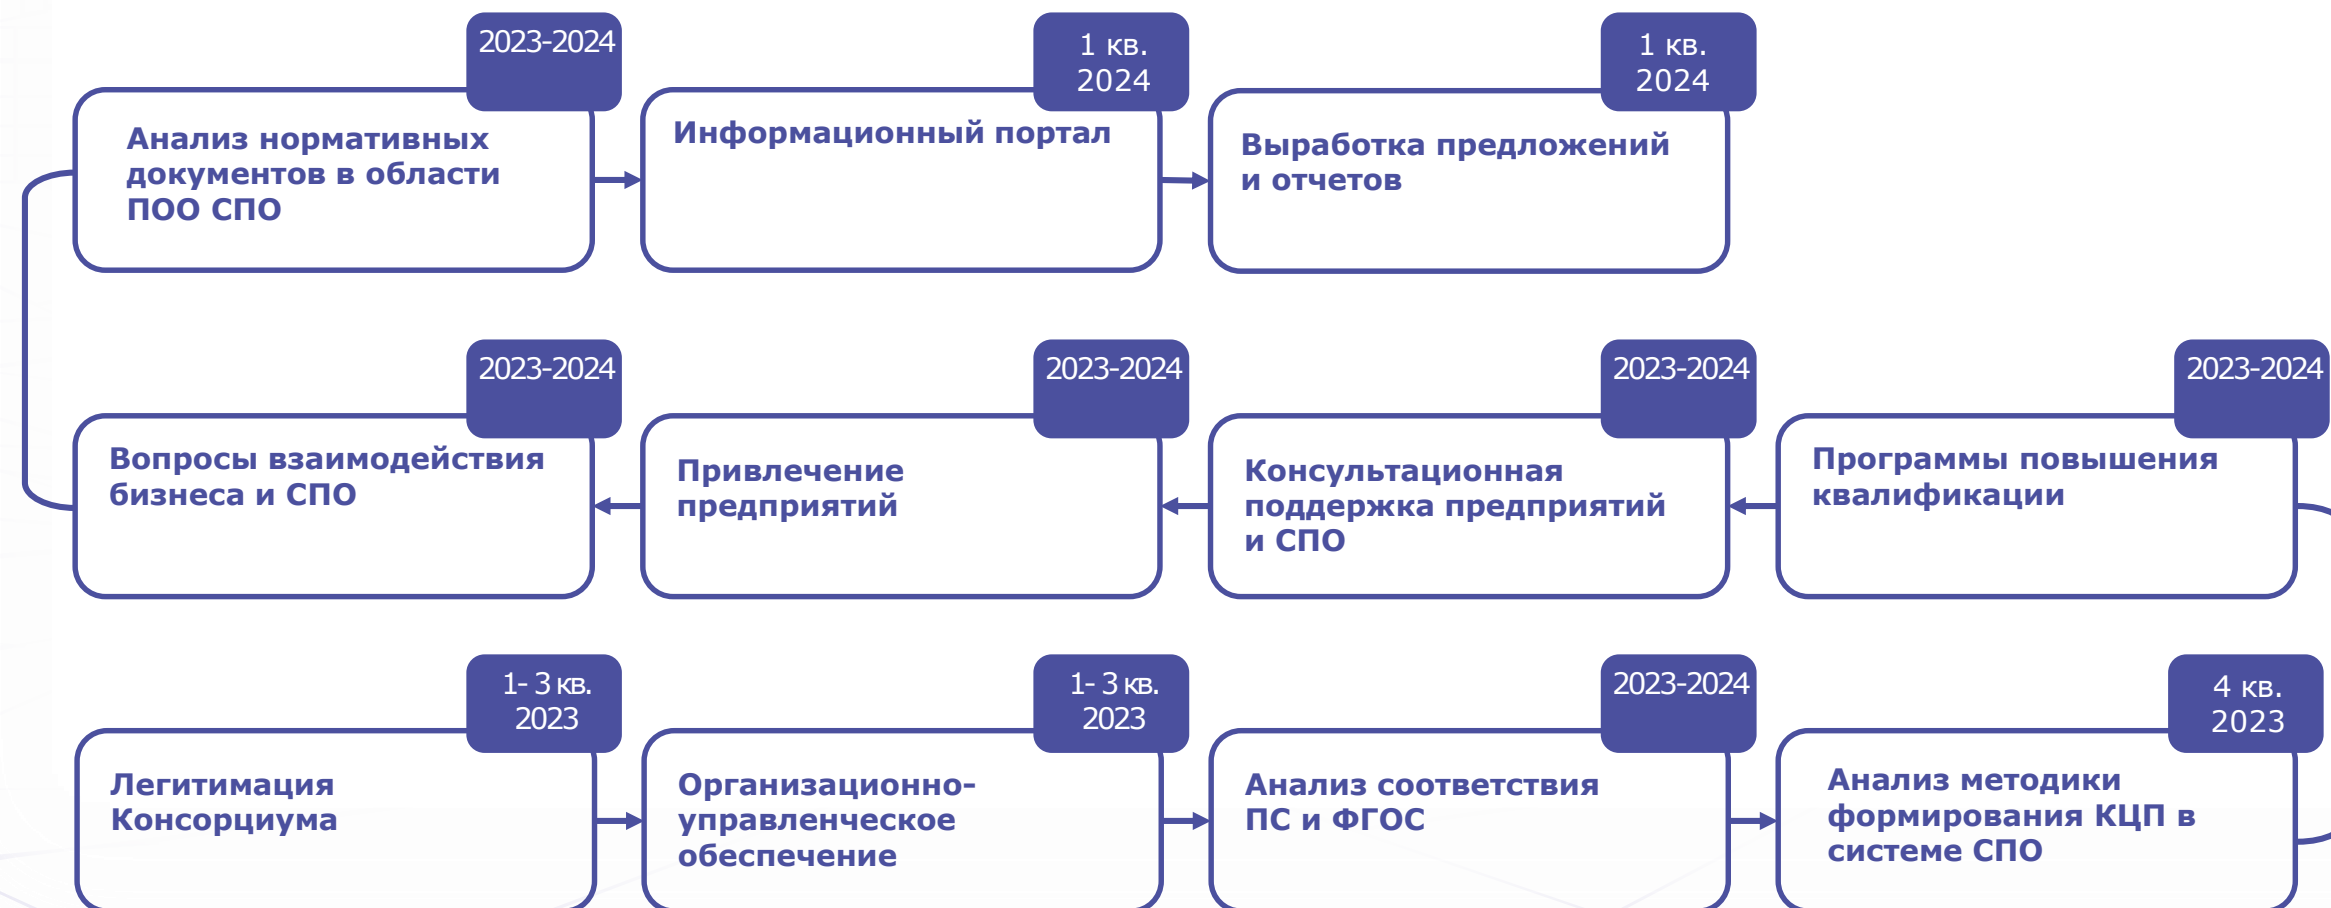 2023-2024
Анализ нормативных
документов в области
ПОО СПО
1 кв.
2024
Информационный портал
1 кв.
2024
Выработка предложений
и отчетов
2023-2024
Вопросы взаимодействия
бизнеса и СПО
2023-2024
Привлечение
предприятий
2023-2024
Консультационная
поддержка предприятий
и СПО
2023-2024
Программы повышения
квалификации
1- 3 кв.
2023
Легитимация
Консорциума
1- 3 кв.
2023
Организационно-
управленческое
обеспечение
2023-2024
Анализ соответствия
ПС и ФГОС
4 кв.
2023
Анализ методики
формирования КЦП в
системе СПО